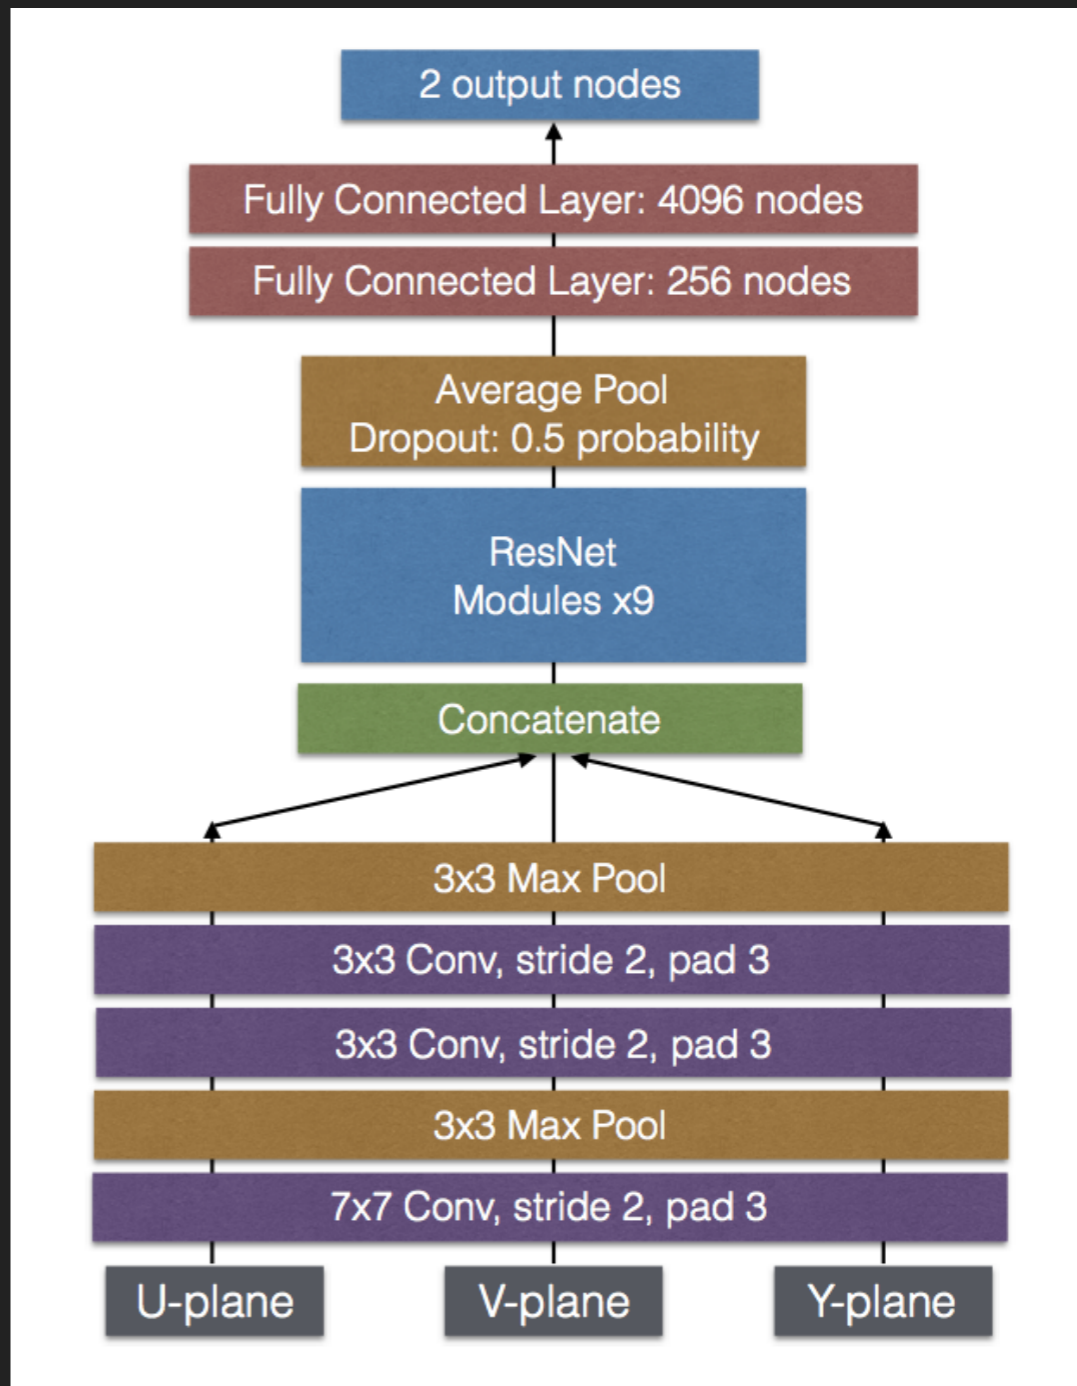 2 output nodes
Fully Connected Layer: 4096 nodes
Fully Connected Layer: 256 nodes
Average Pool
Dropout: 0.5 probability
ResNet
Modules x9
Concatenate
3x3 Max Pool
3x3 Conv, stride 2, pad 3
3x3 Conv, stride 2, pad 3
3x3 Max Pool
7x7 Conv, stride 2, pad 3
U-plane
V-plane
Y-plane